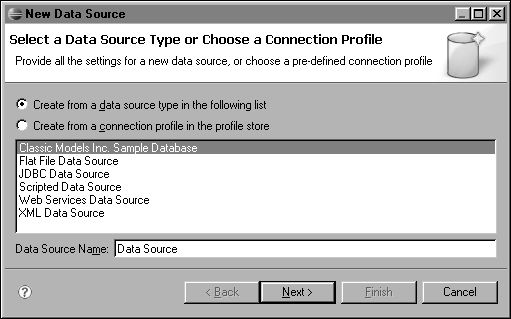 New Data Source
Select a Data Source Type or Choose a Connection Profile
Provide all the settings for a new data source, or choose a pre-defined connection profile
Create from a data source type in the following list
Create from a connection profile in the profile store
Classic Models Inc. Sample Database
Flat File Data Source
JDBC Data Source
Scripted Data Source
Web Services Data Source
XML Data Source
Data Source Name: Data Source
? < Back Next > Finish Cancel